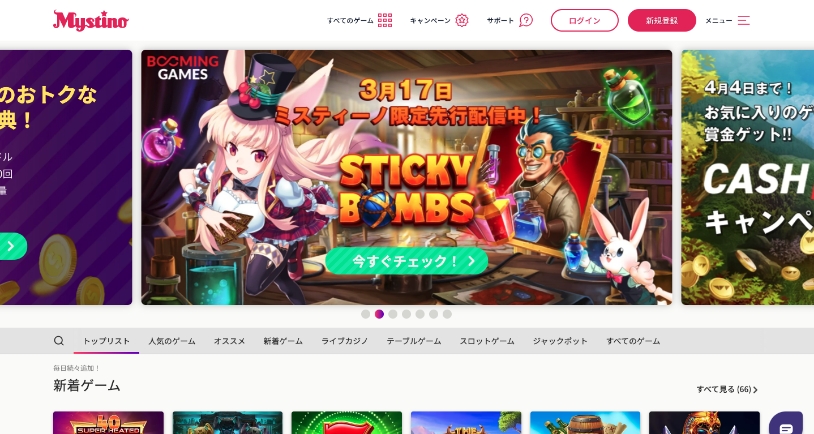 Mystino
すべてのゲーム
キャンペーン
サポート
ログイン
新規登録
メニュー
のおトクな
典！
ドル
0回
量
BOOMING
GAMES
3月17日
ミスティーノ限定先行配信中！
STICKY
BOMBS
今すぐチェック！
4月4日まで！
お気に入りのゲ
賞金ゲット!!
CASH
キャンペ
トップリスト
人気のゲーム
オススメ
新着ゲーム
ライブカジノ
テーブルゲーム
スロットゲーム
ジャックポット
すべてのゲーム
毎日続々追加！
新着ゲーム
すべて見る (66)
40
SUPER HEATED
THE